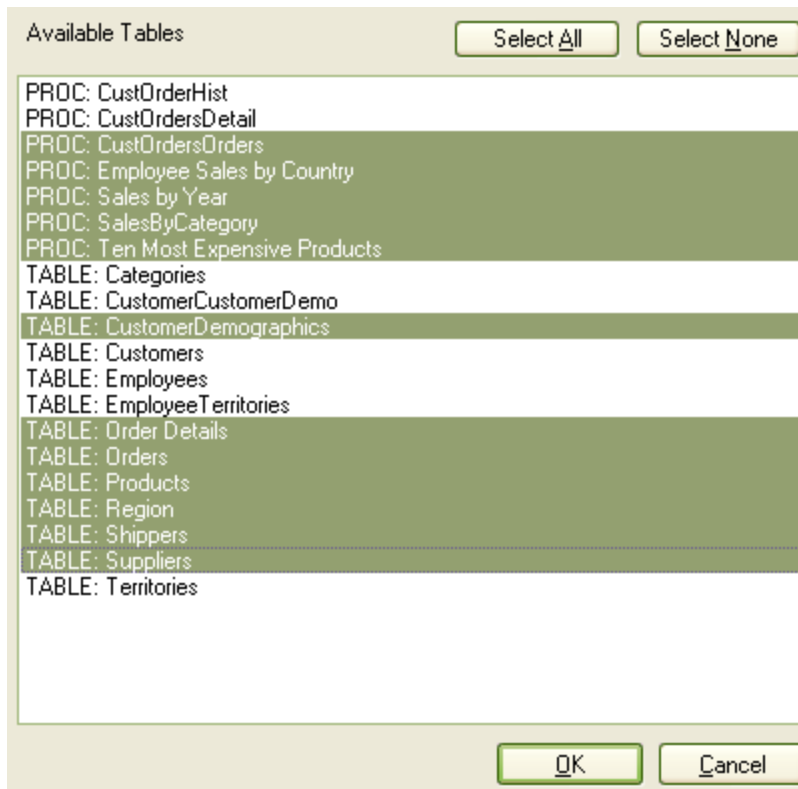 Available Tables
Select All
Select None
PROC: CustOrderHist
PROC: CustOrdersDetail
PROC: CustOrdersOrders
PROC: Employee Sales by Country
PROC: Sales by Year
PROC: SalesByCategory
PROC: Ten Most Expensive Products
TABLE: Categories
TABLE: CustomerCustomerDemo
TABLE: CustomerDemographics
TABLE: Customers
TABLE: Employees
TABLE: EmployeeTerritories
TABLE: Order Details
TABLE: Orders
TABLE: Products
TABLE: Region
TABLE: Shippers
TABLE: Suppliers
TABLE: Territories
OK
Cancel